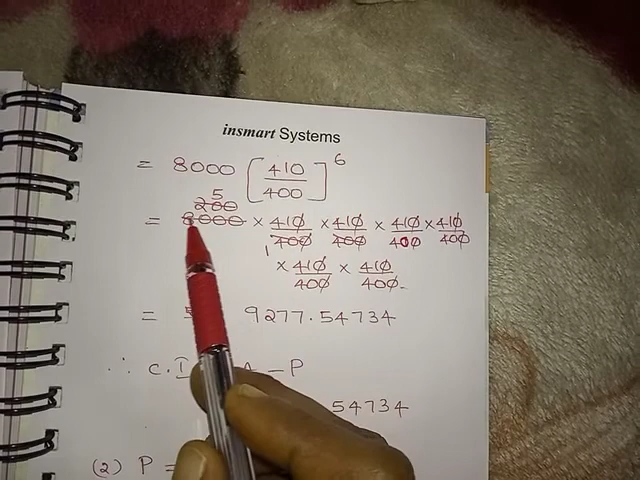 insmart Systems
= 8000 [410/400]^6
5
200
= 8000 × 410/400 × 410/400 × 410/400 × 410/400
1
× 410/400 × 410/400
= 9277.54734
∴ C.I A - P
54734
(2) P =